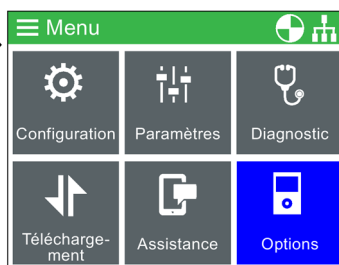 Menu
Configuration
Paramètres
Diagnostic
Télécharge-
ment
Assistance
Options